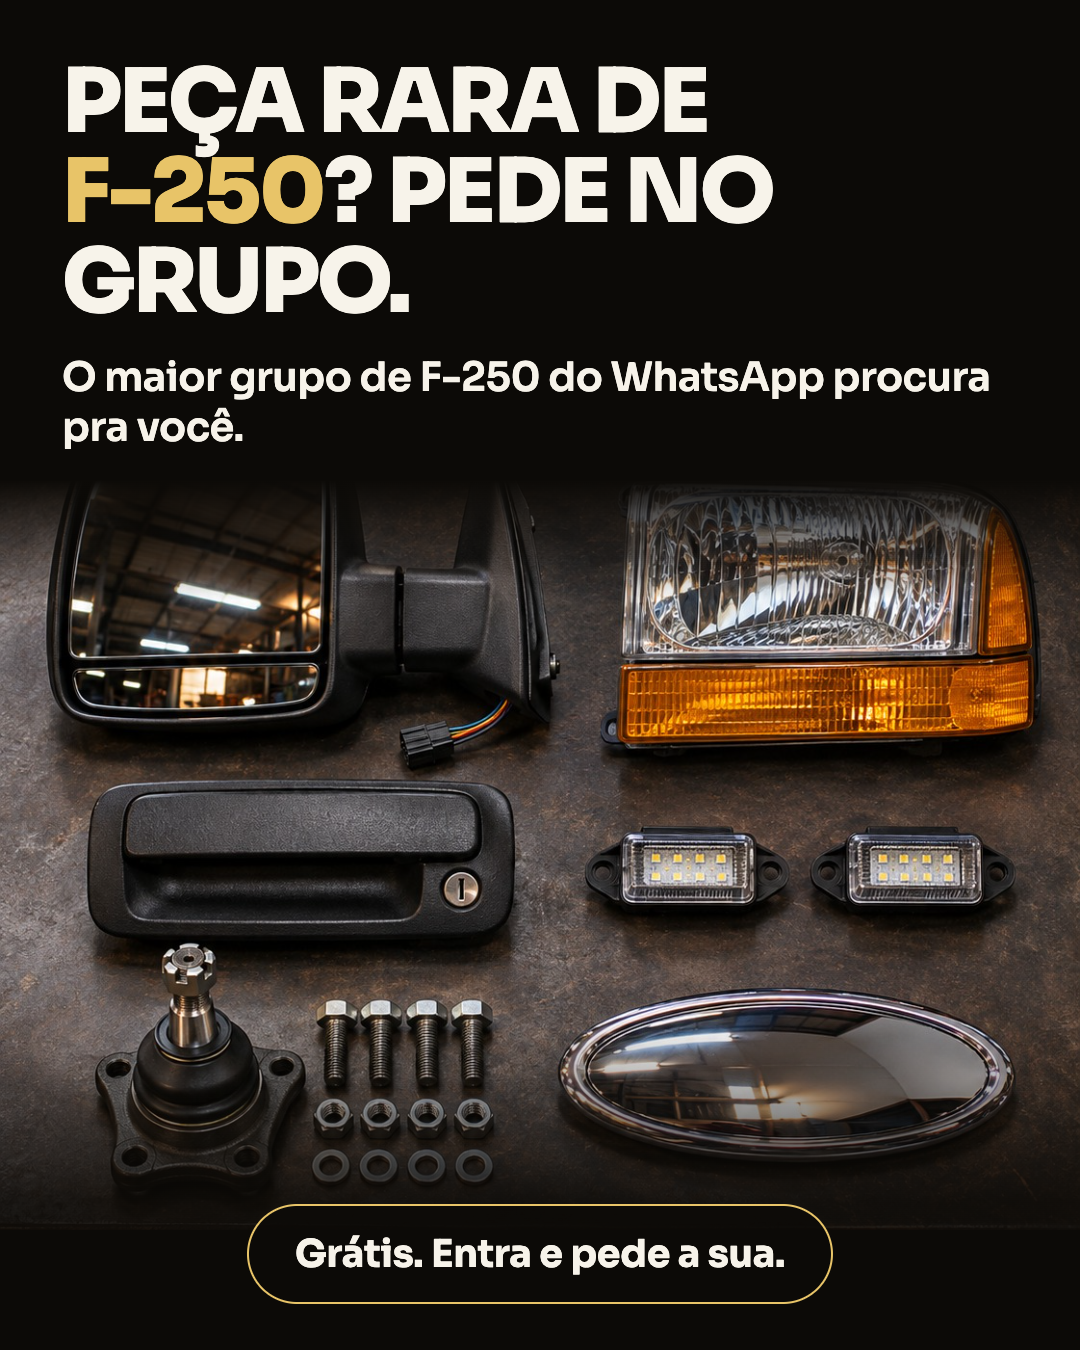 PEÇA RARA DE
F-250? PEDE NO
GRUPO.
O maior grupo de F-250 do WhatsApp procura
pra você.
Grátis. Entra e pede a sua.